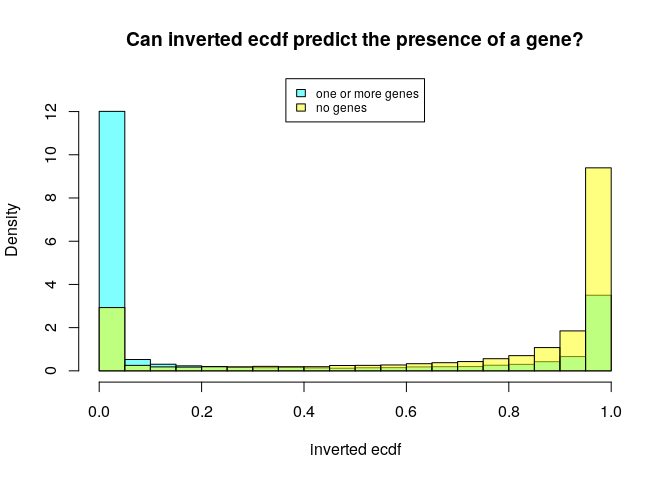 Can inverted ecdf predict the presence of a gene?
one or more genes
no genes
12
10
8
6
4
2
0
Density
0.0 0.2 0.4 0.6 0.8 1.0
Inverted ecdf